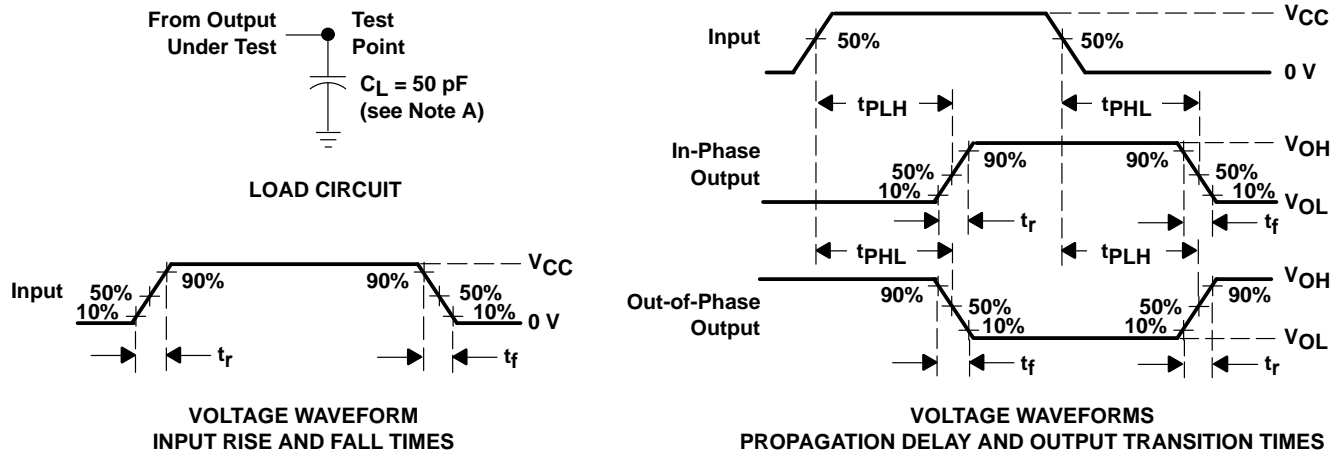 From Output
Under Test
Test
Point
CL = 50 pF
(see Note A)
LOAD CIRCUIT
Input
50%
10%
90%
90%
50%
10%
VCC
0 V
tr
tf
VOLTAGE WAVEFORM
INPUT RISE AND FALL TIMES
Input
50%
50%
VCC
0 V
tPLH
tPHL
In-Phase
Output
50%
10%
90%
90%
50%
10%
VOH
VOL
tr
tf
tPHL
tPLH
Out-of-Phase
Output
90%
50%
10%
50%
10%
90%
VOH
VOL
tf
tr
VOLTAGE WAVEFORMS
PROPAGATION DELAY AND OUTPUT TRANSITION TIMES